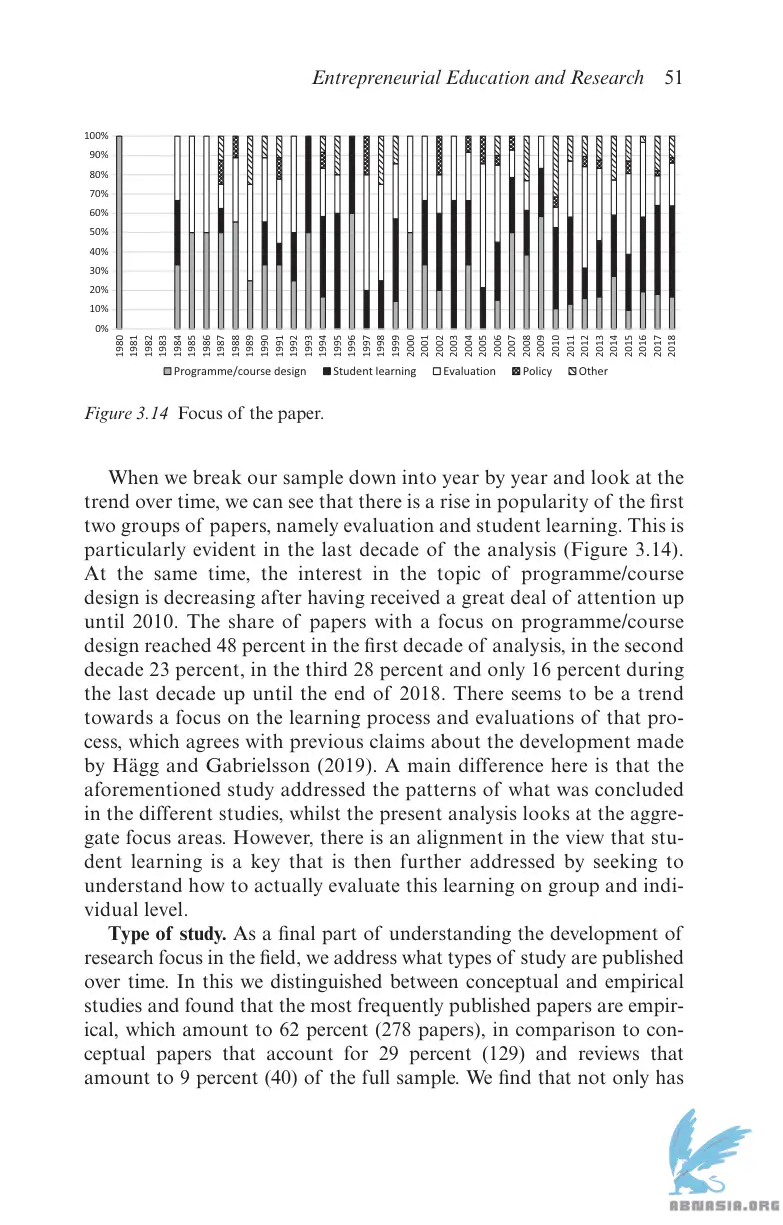 Entrepreneurial Education and Research 51
100%
90%
80%
70%
60%
50%
40%
30%
20%
10%
0%
1980 1981 1982 1983 1984 1985 1986 1987 1988 1989 1990 1991 1992 1993 1994 1995 1996 1997 1998 1999 2000 2001 2002 2003 2004 2005 2006 2007 2008 2009 2010 2011 2012 2013 2014 2015 2016 2017 2018
Programme/course design Student learning Evaluation Policy Other
Figure 3.14 Focus of the paper.
When we break our sample down into year by year and look at the
trend over time, we can see that there is a rise in popularity of the first
two groups of papers, namely evaluation and student learning. This is
particularly evident in the last decade of the analysis (Figure 3.14).
At the same time, the interest in the topic of programme/course
design is decreasing after having received a great deal of attention up
until 2010. The share of papers with a focus on programme/course
design reached 48 percent in the first decade of analysis, in the second
decade 23 percent, in the third 28 percent and only 16 percent during
the last decade up until the end of 2018. There seems to be a trend
towards a focus on the learning process and evaluations of that pro-
cess, which agrees with previous claims about the development made
by Hägg and Gabrielsson (2019). A main difference here is that the
aforementioned study addressed the patterns of what was concluded
in the different studies, whilst the present analysis looks at the aggre-
gate focus areas. However, there is an alignment in the view that stu-
dent learning is a key that is then further addressed by seeking to
understand how to actually evaluate this learning on group and indi-
vidual level.
Type of study. As a final part of understanding the development of
research focus in the field, we address what types of study are published
over time. In this we distinguished between conceptual and empirical
studies and found that the most frequently published papers are empir-
ical, which amount to 62 percent (278 papers), in comparison to con-
ceptual papers that account for 29 percent (129) and reviews that
amount to 9 percent (40) of the full sample. We find that not only has
ABNASIA.ORG